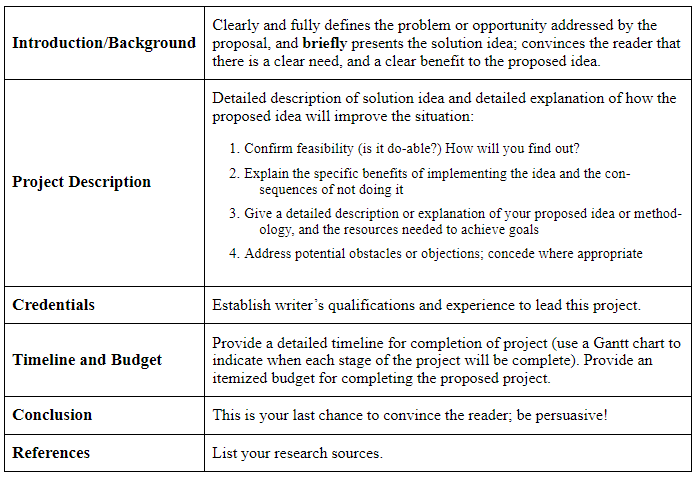 Introduction/Background
Clearly and fully defines the problem or opportunity addressed by the
proposal, and briefly presents the solution idea; convinces the reader that
there is a clear need, and a clear benefit to the proposed idea.
Project Description
Detailed description of solution idea and detailed explanation of how the
proposed idea will improve the situation:
1. Confirm feasibility (is it do-able?) How will you find out?
2. Explain the specific benefits of implementing the idea and the con-
sequences of not doing it
3. Give a detailed description or explanation of your proposed idea or method-
ology, and the resources needed to achieve goals
4. Address potential obstacles or objections; concede where appropriate
Credentials
Establish writer’s qualifications and experience to lead this project.
Timeline and Budget
Provide a detailed timeline for completion of project (use a Gantt chart to
indicate when each stage of the project will be complete). Provide an
itemized budget for completing the proposed project.
Conclusion
This is your last chance to convince the reader; be persuasive!
References
List your research sources.